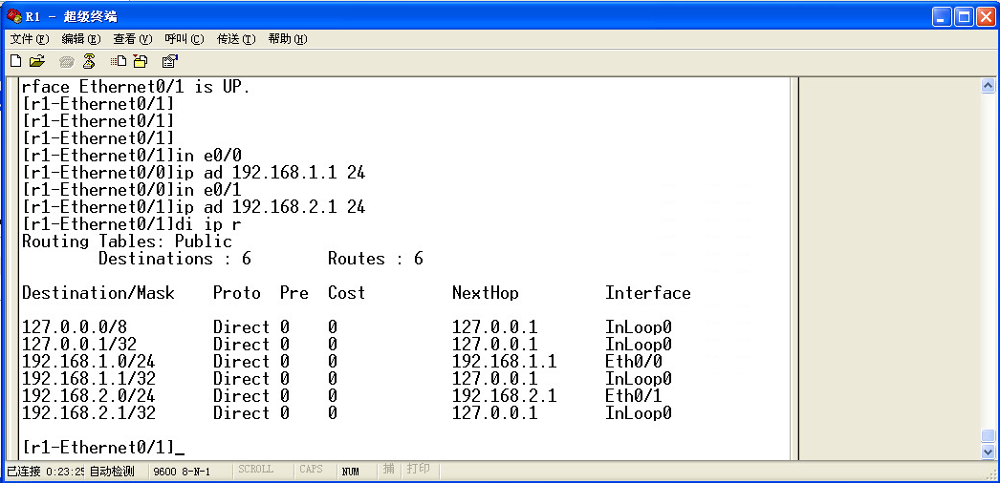 R1 - 超级终端
文件(F) 编辑(E) 查看(V) 呼叫(C) 传送(T) 帮助(H)
rface Ethernet0/1 is UP.
[r1-Ethernet0/1]
[r1-Ethernet0/1]
[r1-Ethernet0/1]
[r1-Ethernet0/1]in e0/0
[r1-Ethernet0/0]ip ad 192.168.1.1 24
[r1-Ethernet0/0]in e0/1
[r1-Ethernet0/1]ip ad 192.168.2.1 24
[r1-Ethernet0/1]di ip r
Routing Tables: Public
Destinations : 6 Routes : 6
Destination/Mask Proto Pre Cost NextHop Interface
127.0.0.0/8 Direct 0 0 127.0.0.1 InLoop0
127.0.0.1/32 Direct 0 0 127.0.0.1 InLoop0
192.168.1.0/24 Direct 0 0 192.168.1.1 Eth0/0
192.168.1.1/32 Direct 0 0 127.0.0.1 InLoop0
192.168.2.0/24 Direct 0 0 192.168.2.1 Eth0/1
192.168.2.1/32 Direct 0 0 127.0.0.1 InLoop0
[r1-Ethernet0/1]_
已连接 0:23:25 自动检测 9600 8-N-1 SCROLL CAPS NUM 捕 打印